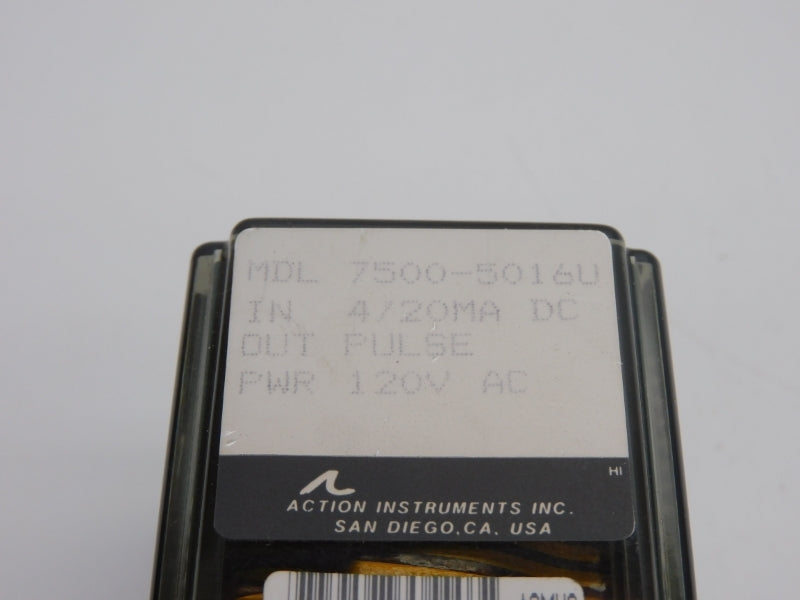 MDL 7500-5016U
IN 4/20MA DC
OUT PULSE
PWR 120V AC
HI
ACTION INSTRUMENTS INC.
SAN DIEGO, CA. USA